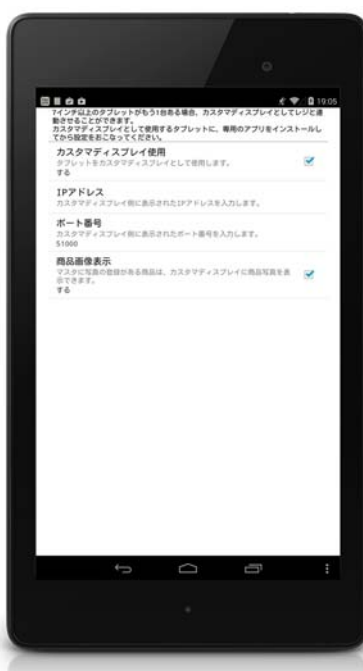 19:05
7インチ以上のタブレットがもう1台ある場合、カスタマディスプレイとしてレジと連
動させることができます。
カスタマディスプレイとして使用するタブレットに、専用のアプリをインストールし
てから設定をおこなってください。
カスタマディスプレイ使用
タブレットをカスタマディスプレイとして使用します。
する
IPアドレス
カスタマディスプレイ側に表示されたIPアドレスを入力します。
ポート番号
カスタマディスプレイ側に表示されたポート番号を入力します。
51000
商品画像表示
マスタに写真の登録がある商品は、カスタマディスプレイに商品写真を表
示できます。
する